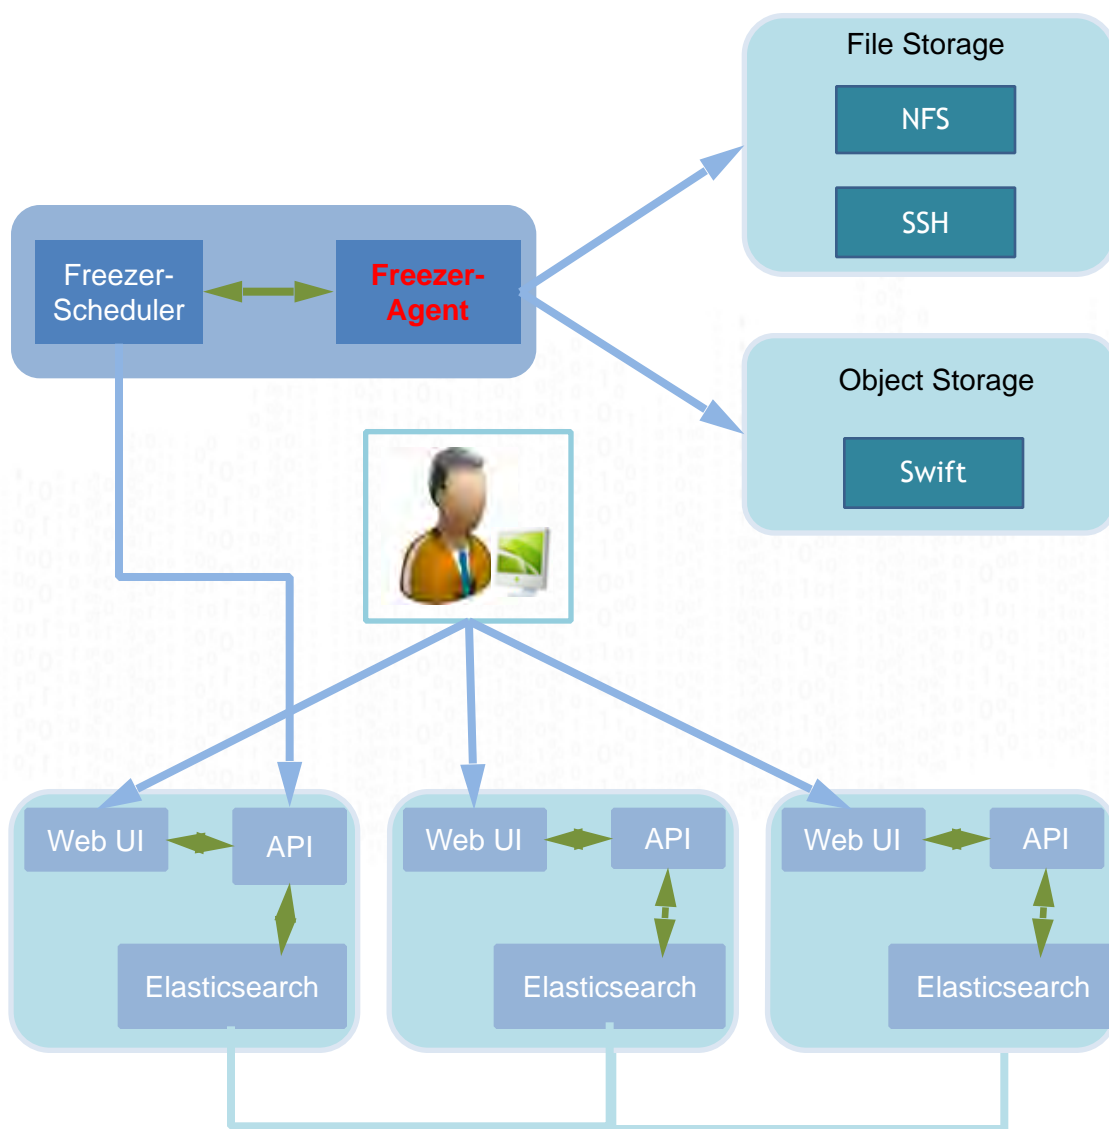 File Storage
NFS
SSH
Freezer-
Scheduler
Freezer-
Agent
Object Storage
Swift
Web UI
API
Elasticsearch
Web UI
API
Elasticsearch
Web UI
API
Elasticsearch